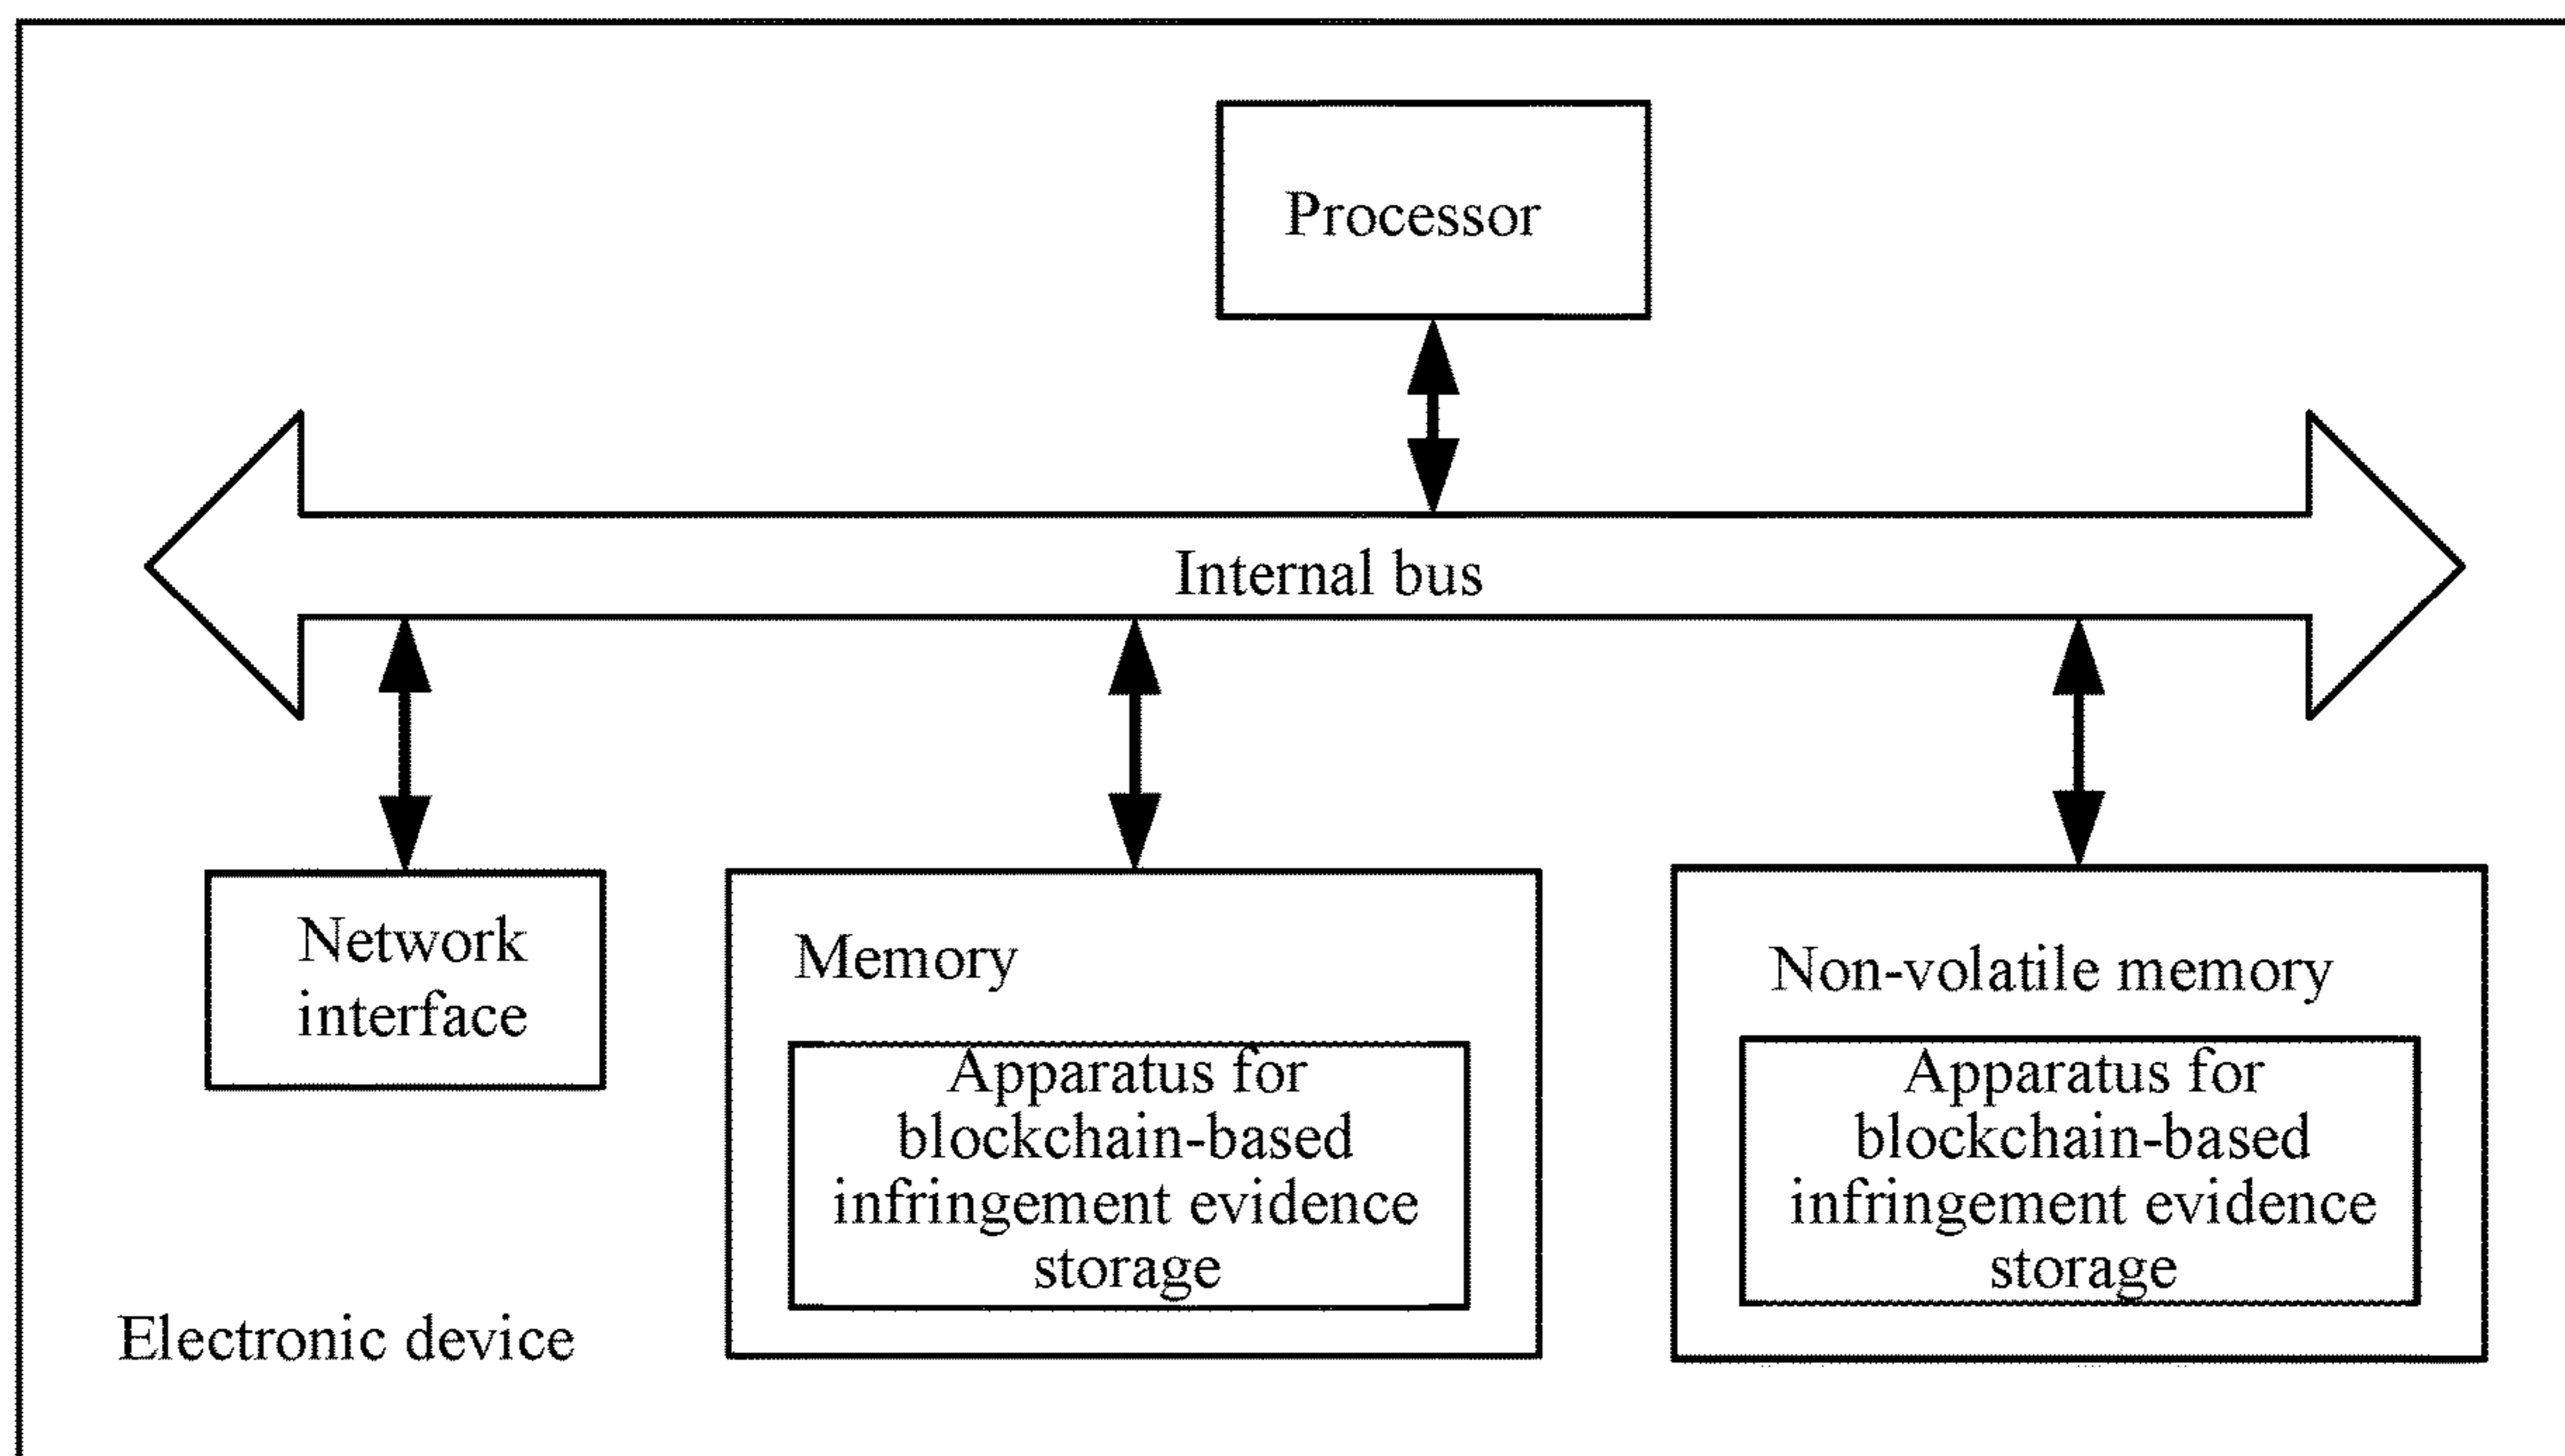 Processor
Internal bus
Network
interface
Memory
Apparatus for
blockchain-based
infringement evidence
storage
Non-volatile memory
Apparatus for
blockchain-based
infringement evidence
storage
Electronic device